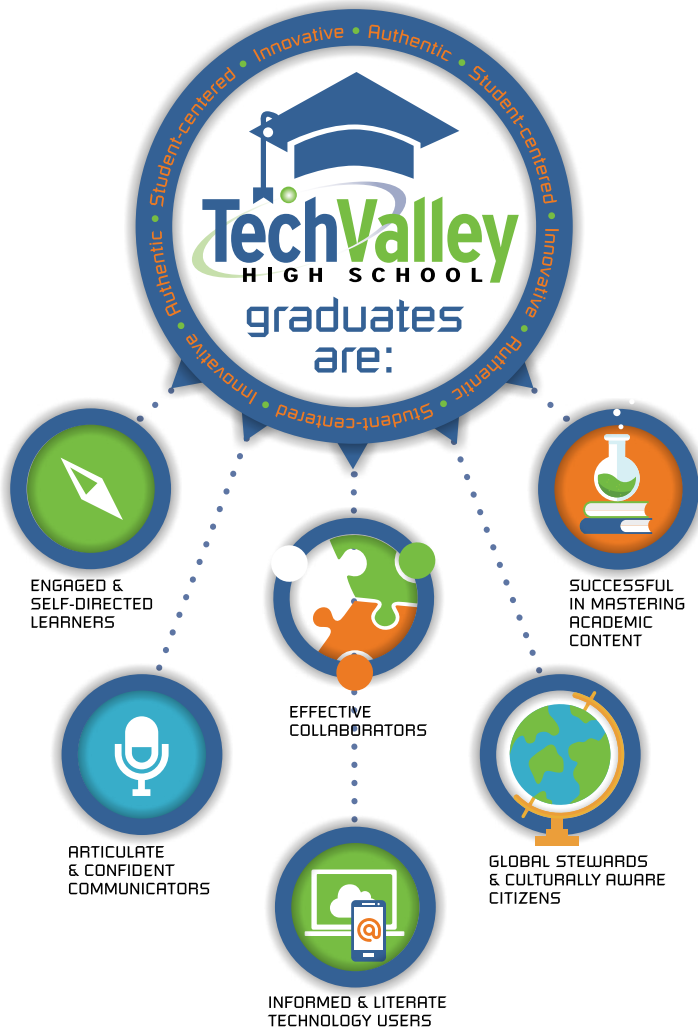 Authentic • Student-centered • Innovative • Authentic • Student-centered • Innovative • Authentic • Student-centered • Innovative •
TechValley
HIGH SCHOOL
graduates
are:
ENGAGED &
SELF-DIRECTED
LEARNERS
SUCCESSFUL
IN MASTERING
ACADEMIC
CONTENT
EFFECTIVE
COLLABORATORS
ARTICULATE
& CONFIDENT
COMMUNICATORS
GLOBAL STEWARDS
& CULTURALLY AWARE
CITIZENS
@
INFORMED & LITERATE
TECHNOLOGY USERS